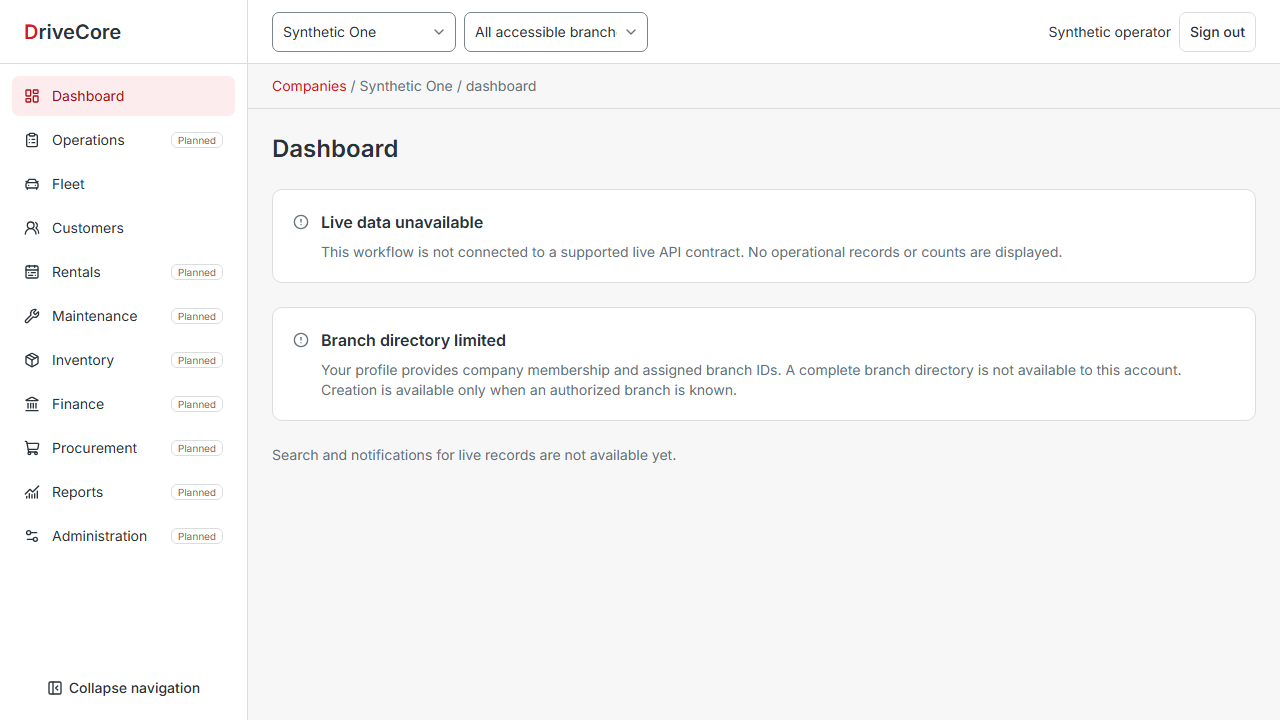 DriveCore
Synthetic One
All accessible branch
Synthetic operator
Sign out
Dashboard
Operations Planned
Fleet
Customers
Rentals Planned
Maintenance Planned
Inventory Planned
Finance Planned
Procurement Planned
Reports Planned
Administration Planned
Collapse navigation
Companies / Synthetic One / dashboard
Dashboard
Live data unavailable
This workflow is not connected to a supported live API contract. No operational records or counts are displayed.
Branch directory limited
Your profile provides company membership and assigned branch IDs. A complete branch directory is not available to this account.
Creation is available only when an authorized branch is known.
Search and notifications for live records are not available yet.